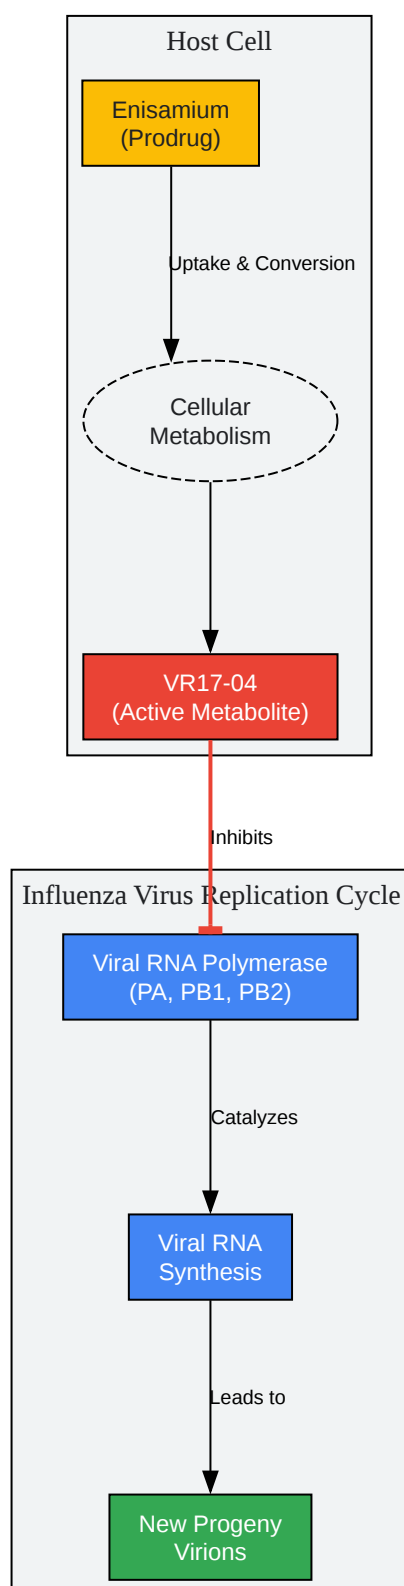 Host Cell
Enisamium
(Prodrug)
Uptake & Conversion
Cellular
Metabolism
VR17-04
(Active Metabolite)
Inhibits
Influenza Virus Replication Cycle
Viral RNA Polymerase
(PA, PB1, PB2)
Catalyzes
Viral RNA
Synthesis
Leads to
New Progeny
Virions